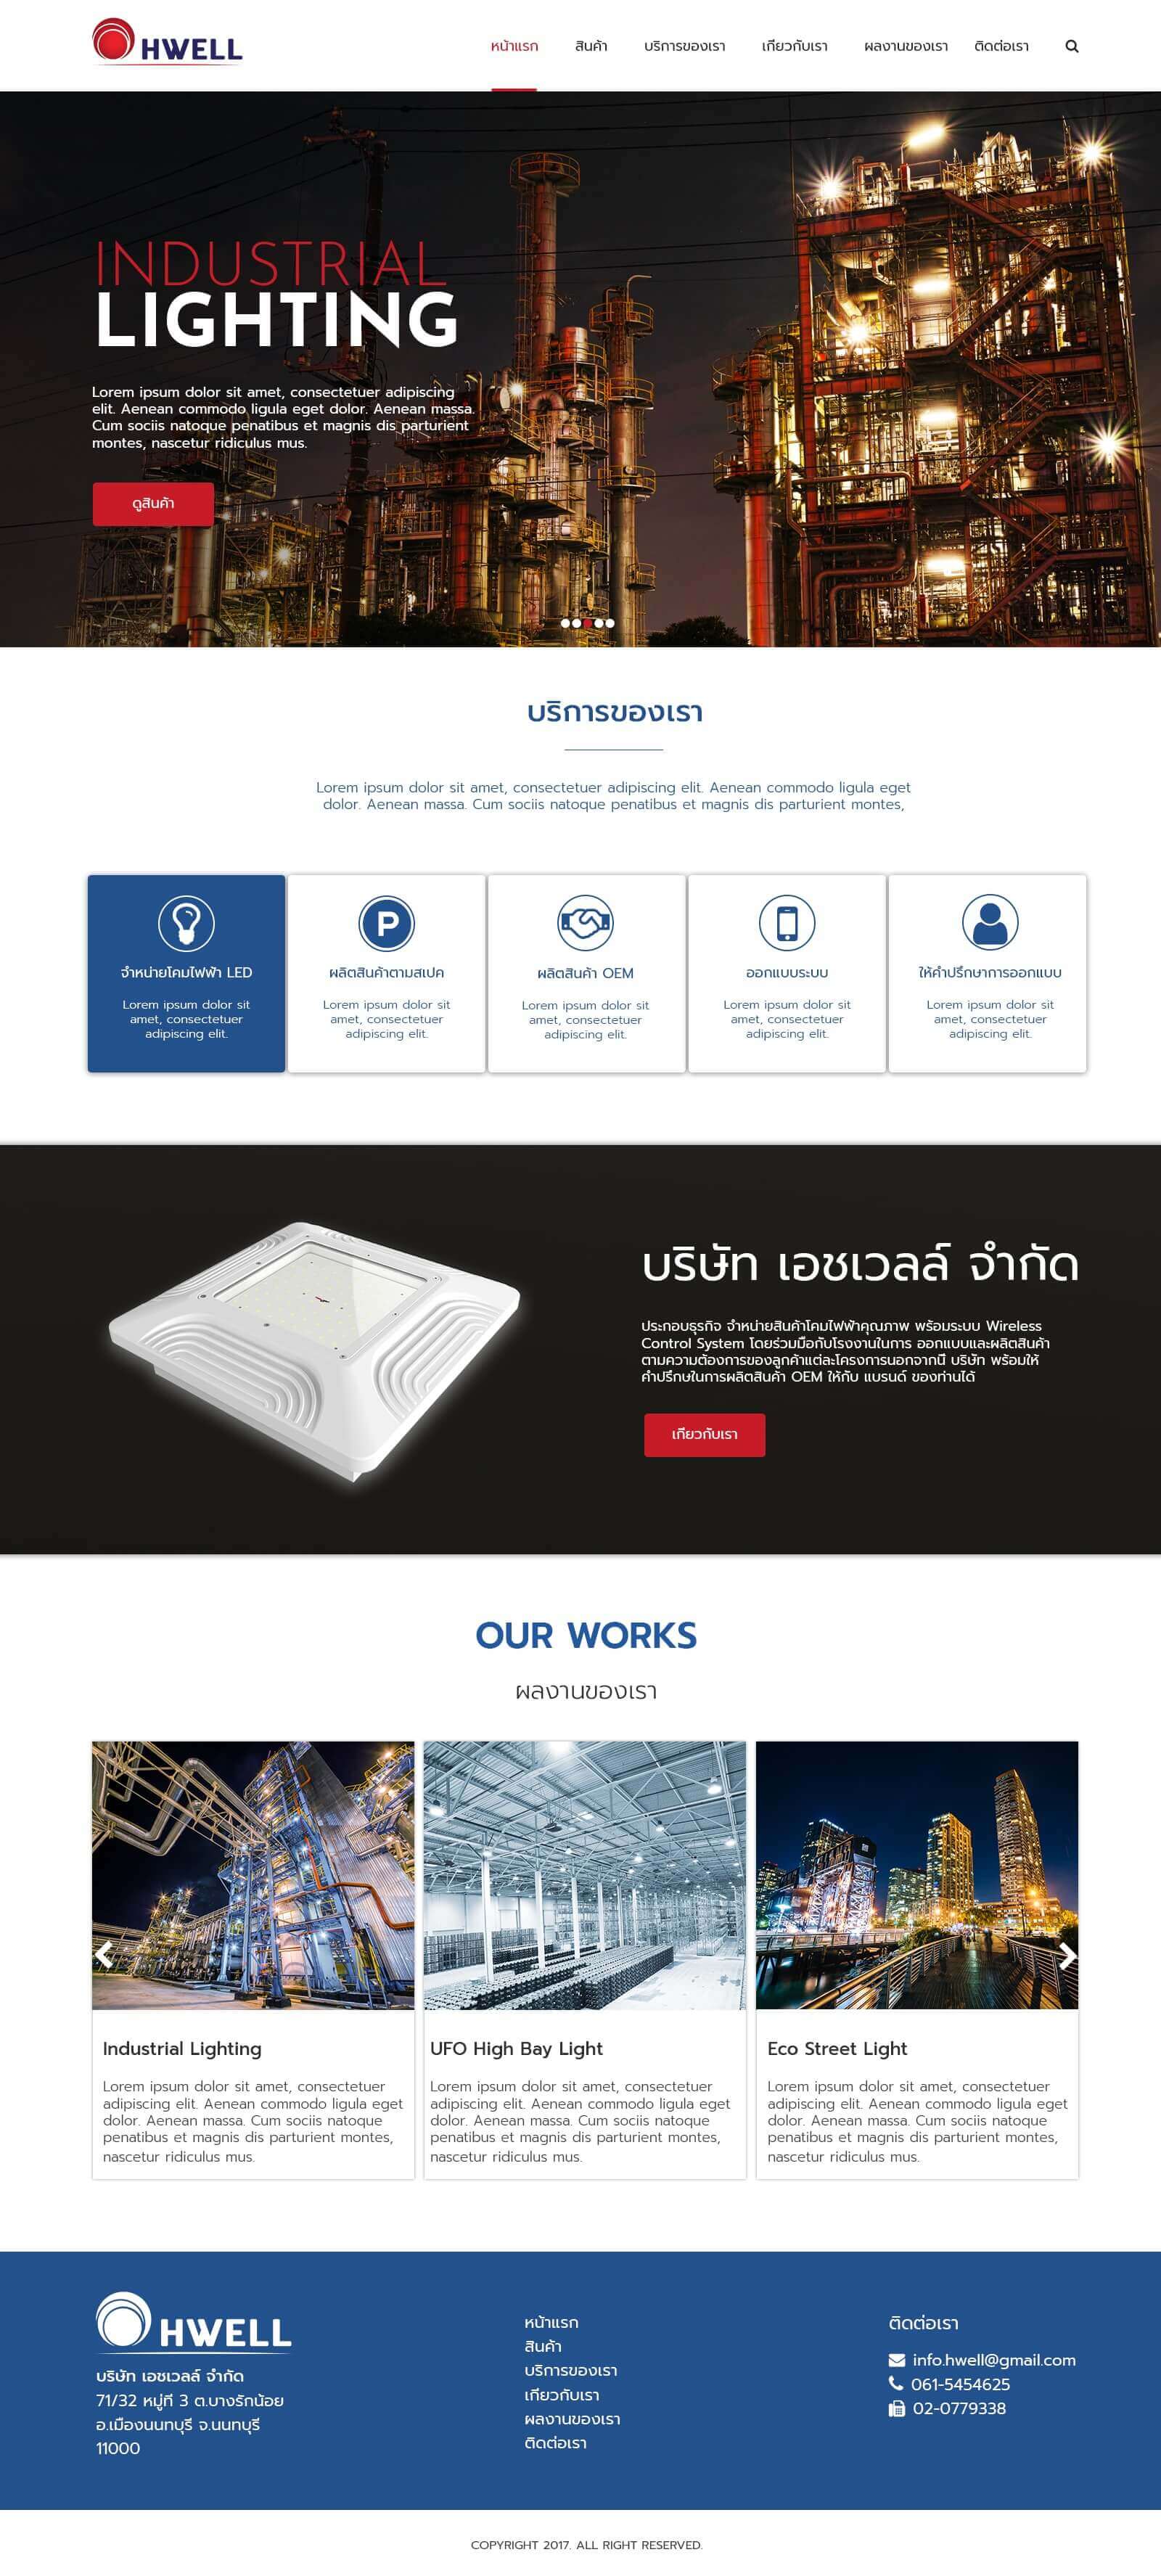 HWELL
หน้าแรก สินค้า บริการของเรา เกี่ยวกับเรา ผลงานของเรา ติดต่อเรา
INDUSTRIAL
LIGHTING
Lorem ipsum dolor sit amet, consectetuer adipiscing
elit. Aenean commodo ligula eget dolor. Aenean massa.
Cum sociis natoque penatibus et magnis dis parturient
montes, nascetur ridiculus mus.
ดูสินค้า
บริการของเรา
Lorem ipsum dolor sit amet, consectetuer adipiscing elit. Aenean commodo ligula eget
dolor. Aenean massa. Cum sociis natoque penatibus et magnis dis parturient montes,
จำหน่ายโคมไฟฟ้า LED
Lorem ipsum dolor sit
amet, consectetuer
adipiscing elit.
P
ผลิตสินค้าตามสเปค
Lorem ipsum dolor sit
amet, consectetuer
adipiscing elit.
ผลิตสินค้า OEM
Lorem ipsum dolor sit
amet, consectetuer
adipiscing elit.
ออกแบบระบบ
Lorem ipsum dolor sit
amet, consectetuer
adipiscing elit.
ให้คำปรึกษาการออกแบบ
Lorem ipsum dolor sit
amet, consectetuer
adipiscing elit.
บริษัท เอชเวลล์ จำกัด
ประกอบธุรกิจ จำหน่ายสินค้าโคมไฟฟ้าคุณภาพ พร้อมระบบ Wireless
Control System โดยร่วมมือกับโรงงานในการ ออกแบบและผลิตสินค้า
ตามความต้องการของลูกค้าแต่ละโครงการนอกจากนี้ บริษัท พร้อมให้
คำปรึกษในการผลิตสินค้า OEM ให้กับ แบรนด์ ของท่านได้
เกี่ยวกับเรา
OUR WORKS
ผลงานของเรา
Industrial Lighting
Lorem ipsum dolor sit amet, consectetuer
adipiscing elit. Aenean commodo ligula eget
dolor. Aenean massa. Cum sociis natoque
penatibus et magnis dis parturient montes,
nascetur ridiculus mus.
UFO High Bay Light
Lorem ipsum dolor sit amet, consectetuer
adipiscing elit. Aenean commodo ligula eget
dolor. Aenean massa. Cum sociis natoque
penatibus et magnis dis parturient montes,
nascetur ridiculus mus.
Eco Street Light
Lorem ipsum dolor sit amet, consectetuer
adipiscing elit. Aenean commodo ligula eget
dolor. Aenean massa. Cum sociis natoque
penatibus et magnis dis parturient montes,
nascetur ridiculus mus.
HWELL
บริษัท เอชเวลล์ จำกัด
71/32 หมู่ที่ 3 ต.บางรักน้อย
อ.เมืองนนทบุรี จ.นนทบุรี
11000
หน้าแรก
สินค้า
บริการของเรา
เกี่ยวกับเรา
ผลงานของเรา
ติดต่อเรา
ติดต่อเรา
info.hwell@gmail.com
061-5454625
02-0779338
COPYRIGHT 2017. ALL RIGHT RESERVED.